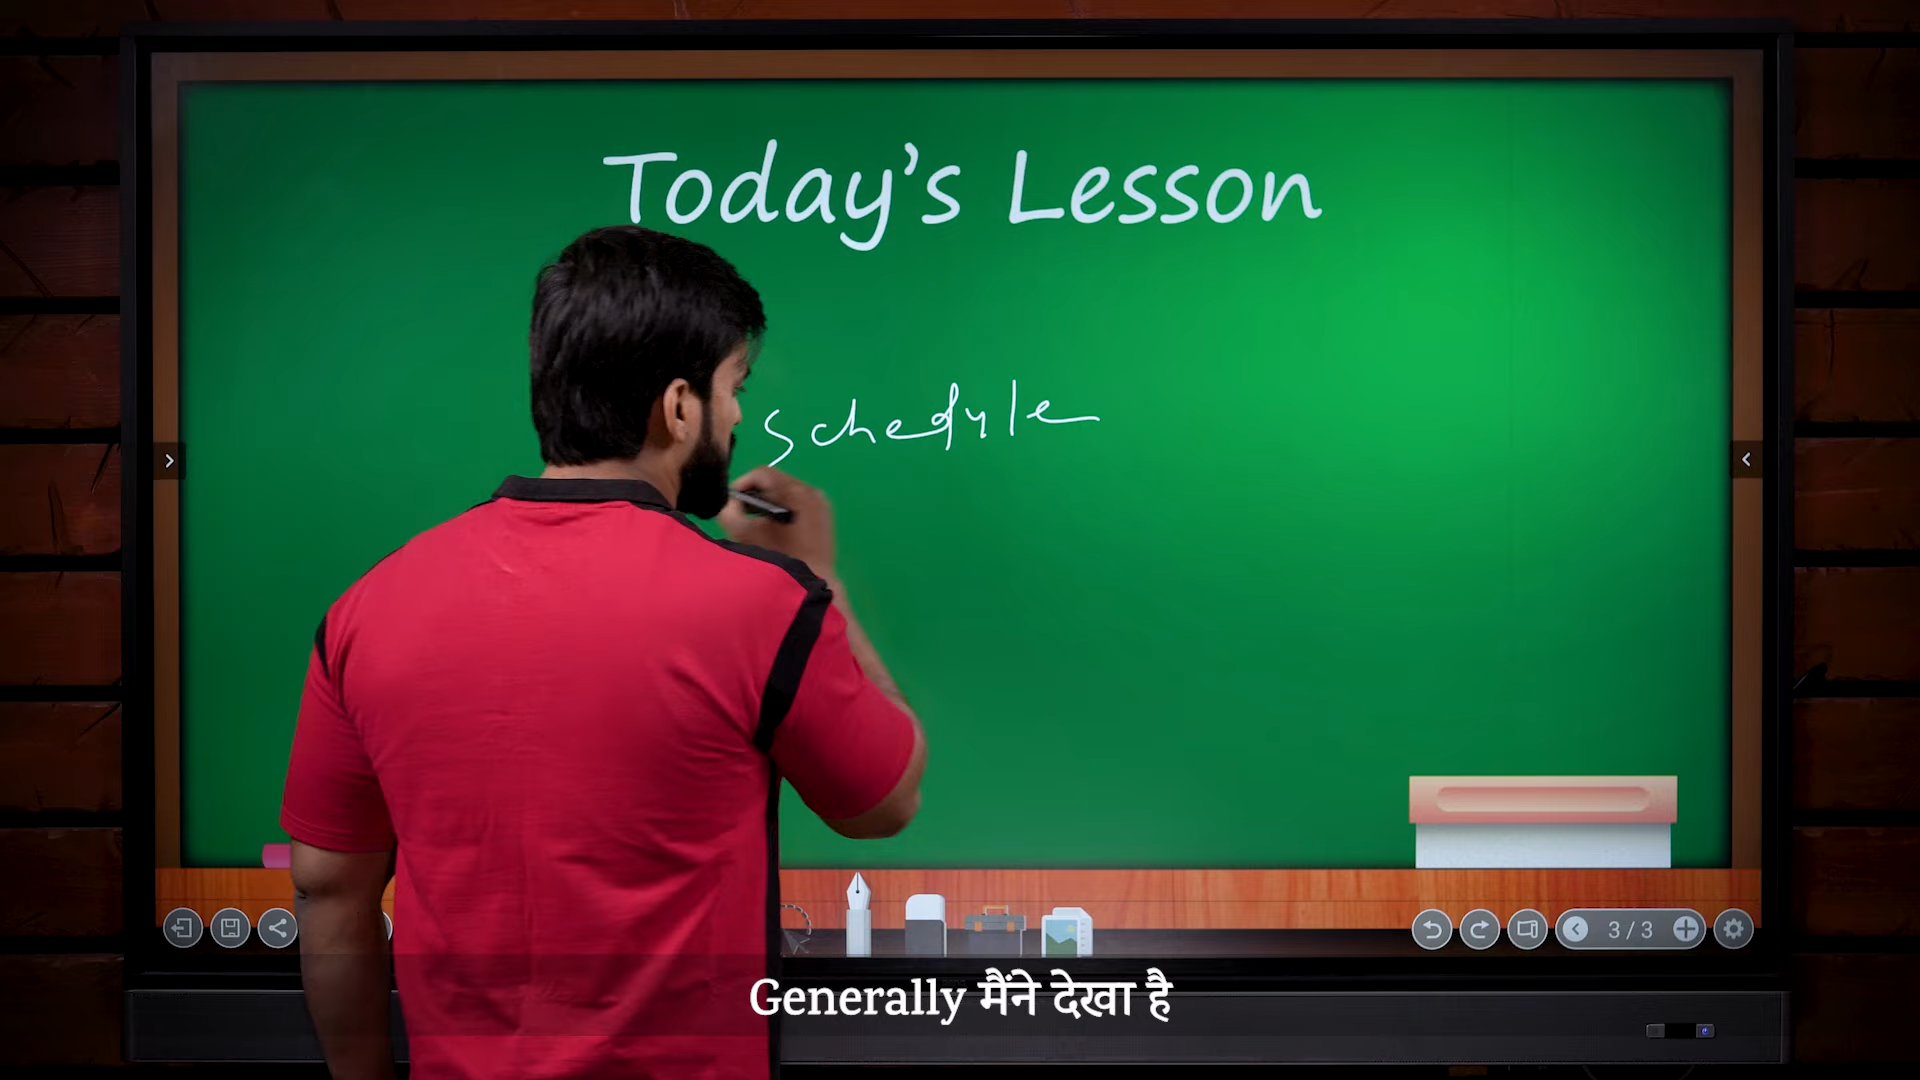 Today's Lesson
Schedule
3/3
Generally मैंने देखा है